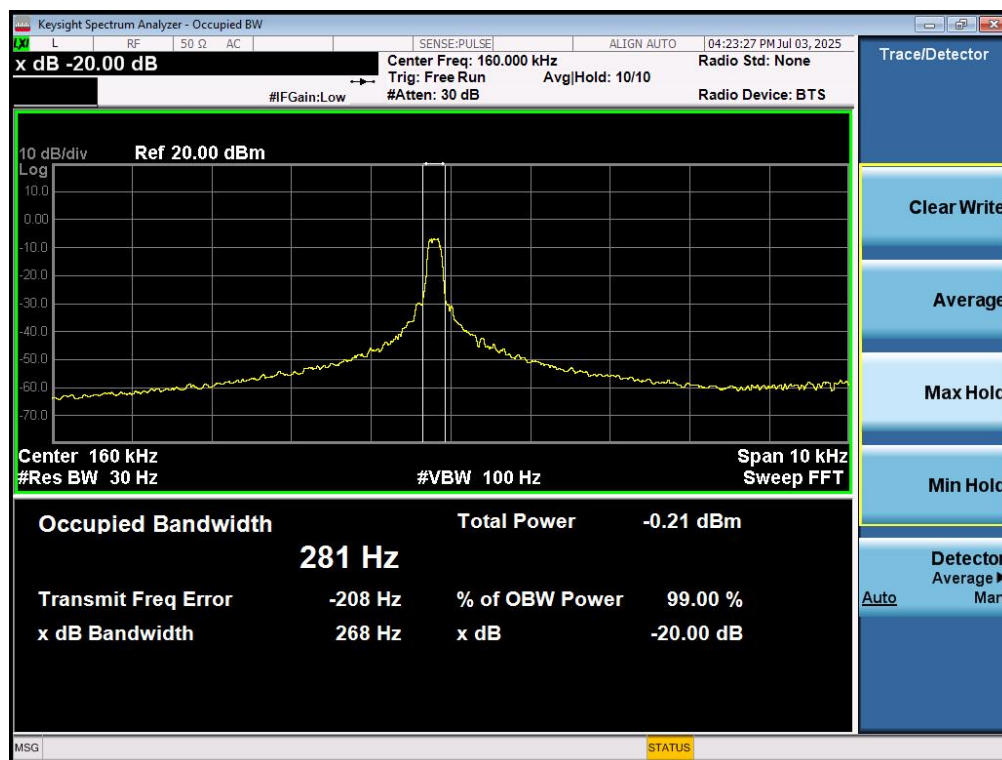 Keysight Spectrum Analyzer - Occupied BW
LXI L RF 50 Ω AC SENSE:PULSE ALIGN AUTO 04:23:27 PM Jul 03, 2025
x dB -20.00 dB
Center Freq: 160.000 kHz
Radio Std: None
Trig: Free Run Avg|Hold: 10/10
#IFGain:Low
#Atten: 30 dB
Radio Device: BTS
10 dB/div Ref 20.00 dBm
Log
10.0
0.00
-10.0
-20.0
-30.0
-40.0
-50.0
-60.0
-70.0
Center 160 kHz
Span 10 kHz
#Res BW 30 Hz
#VBW 100 Hz
Sweep FFT
Occupied Bandwidth
Total Power -0.21 dBm
281 Hz
Transmit Freq Error -208 Hz
% of OBW Power 99.00 %
x dB Bandwidth 268 Hz
x dB -20.00 dB
MSG
STATUS
Trace/Detector
Clear Write
Average
Max Hold
Min Hold
Detector
Average
Auto Man